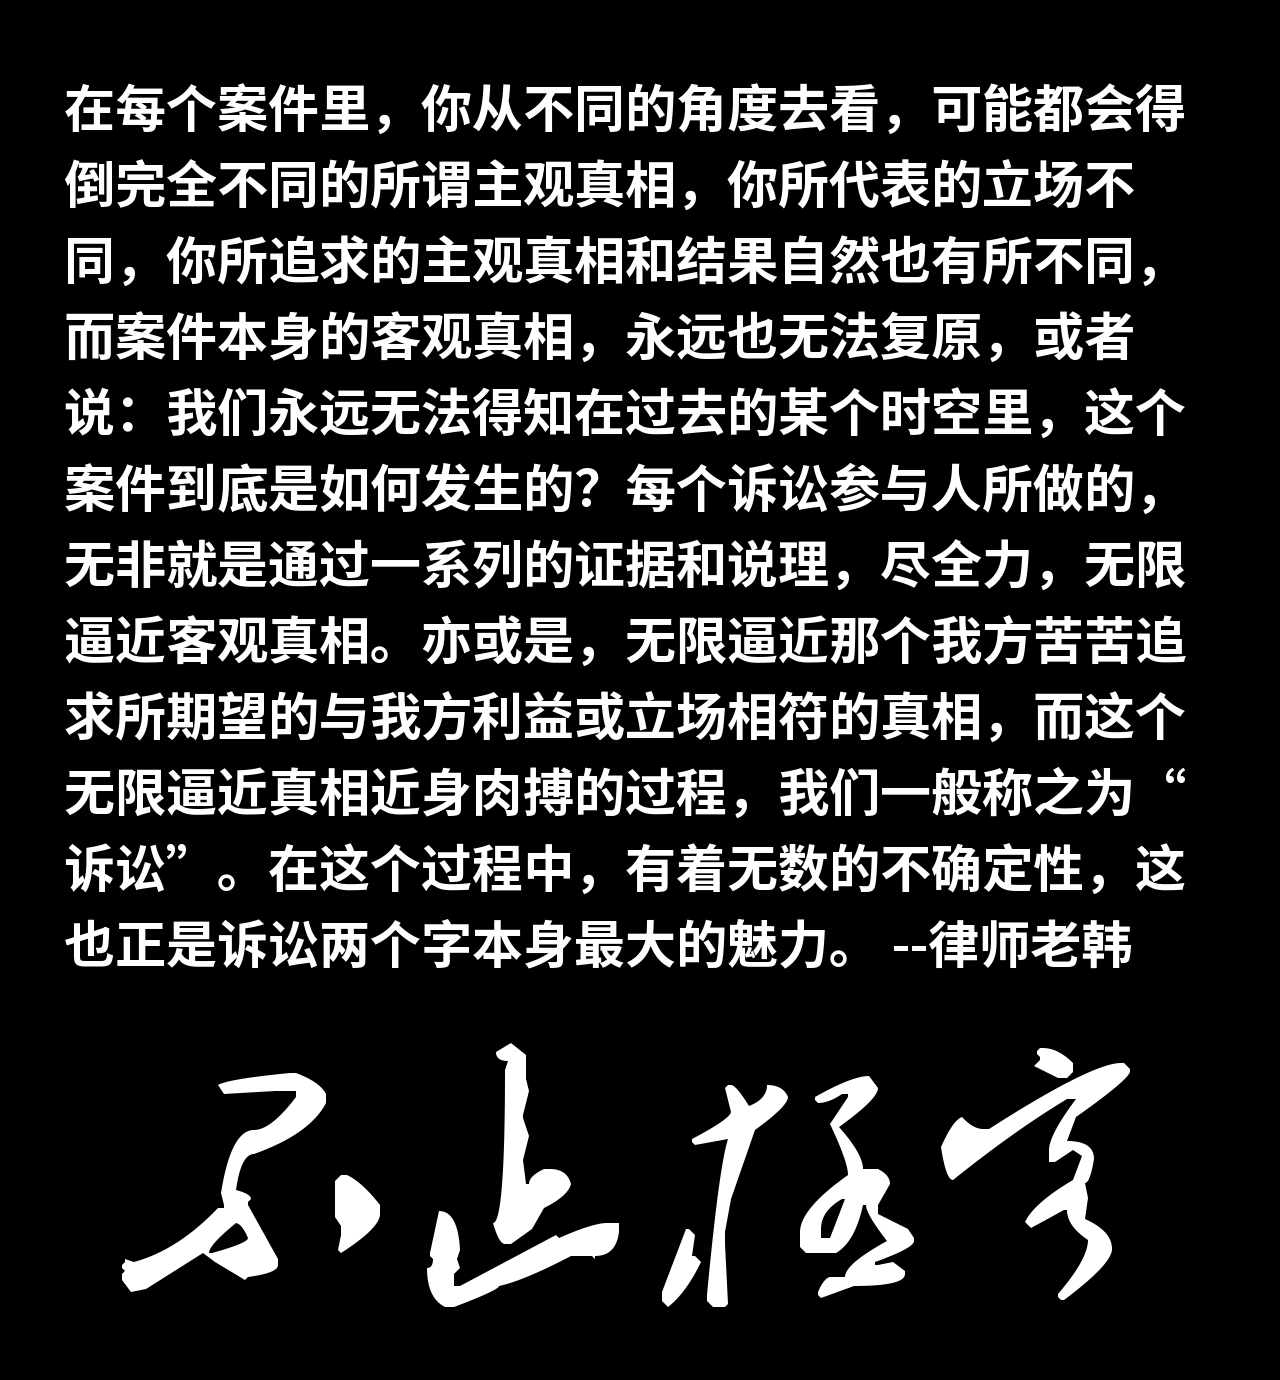 在每个案件里，你从不同的角度去看，可能都会得
倒完全不同的所谓主观真相，你所代表的立场不
同，你所追求的主观真相和结果自然也有所不同，
而案件本身的客观真相，永远也无法复原，或者
说：我们永远无法得知在过去的某个时空里，这个
案件到底是如何发生的？每个诉讼参与人所做的，
无非就是通过一系列的证据和说理，尽全力，无限
逼近客观真相。亦或是，无限逼近那个我方苦苦追
求所期望的与我方利益或立场相符的真相，而这个
无限逼近真相近身肉搏的过程，我们一般称之为“
诉讼”。在这个过程中，有着无数的不确定性，这
也正是诉讼两个字本身最大的魅力。 --律师老韩
不止极客